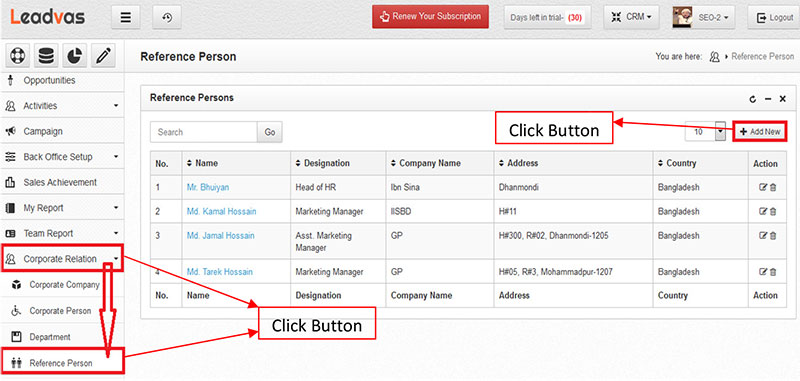 Leadvas
Renew Your Subscription
Days left in trial- (30)
CRM
SEO-2
Logout
Reference Person
You are here: Reference Person
Opportunities
Activities
Campaign
Back Office Setup
Sales Achievement
My Report
Team Report
Corporate Relation
Corporate Company
Corporate Person
Department
Reference Person
Reference Persons
Search
Go
Click Button
10
Add New
No. Name Designation Company Name Address Country Action
1 Mr. Bhuiyan Head of HR Ibn Sina Dhanmondi Bangladesh
2 Md. Kamal Hossain Marketing Manager IISBD H#11 Bangladesh
3 Md. Jamal Hossain Asst. Marketing GP H#300, R#02, Dhanmondi-1205 Bangladesh
Manager
4 Md. Tarek Hossain Marketing Manager GP H#05, R#3, Mohammadpur-1207 Bangladesh
No. Name Designation Company Name Address Country Action
Click Button